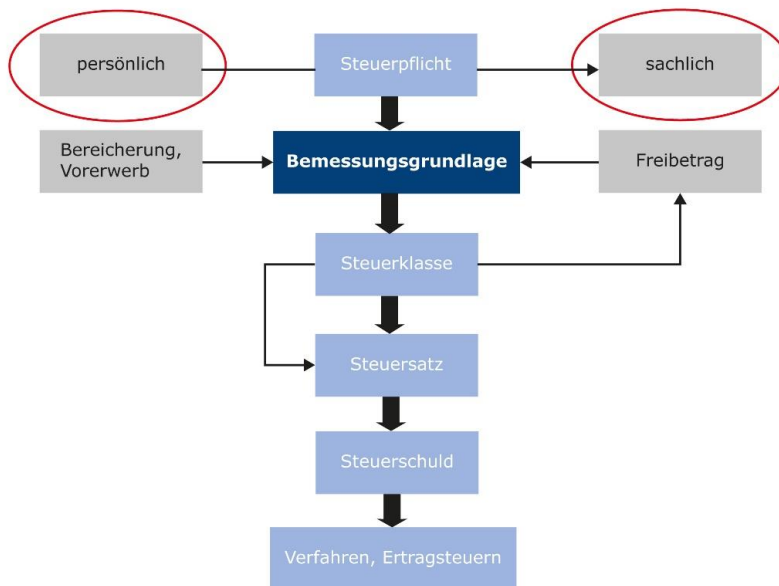 persönlich
Steuerpflicht
sachlich
Bereicherung,
Vorerwerb
Bemessungsgrundlage
Freibetrag
Steuerklasse
Steuersatz
Steuerschuld
Verfahren, Ertragsteuern